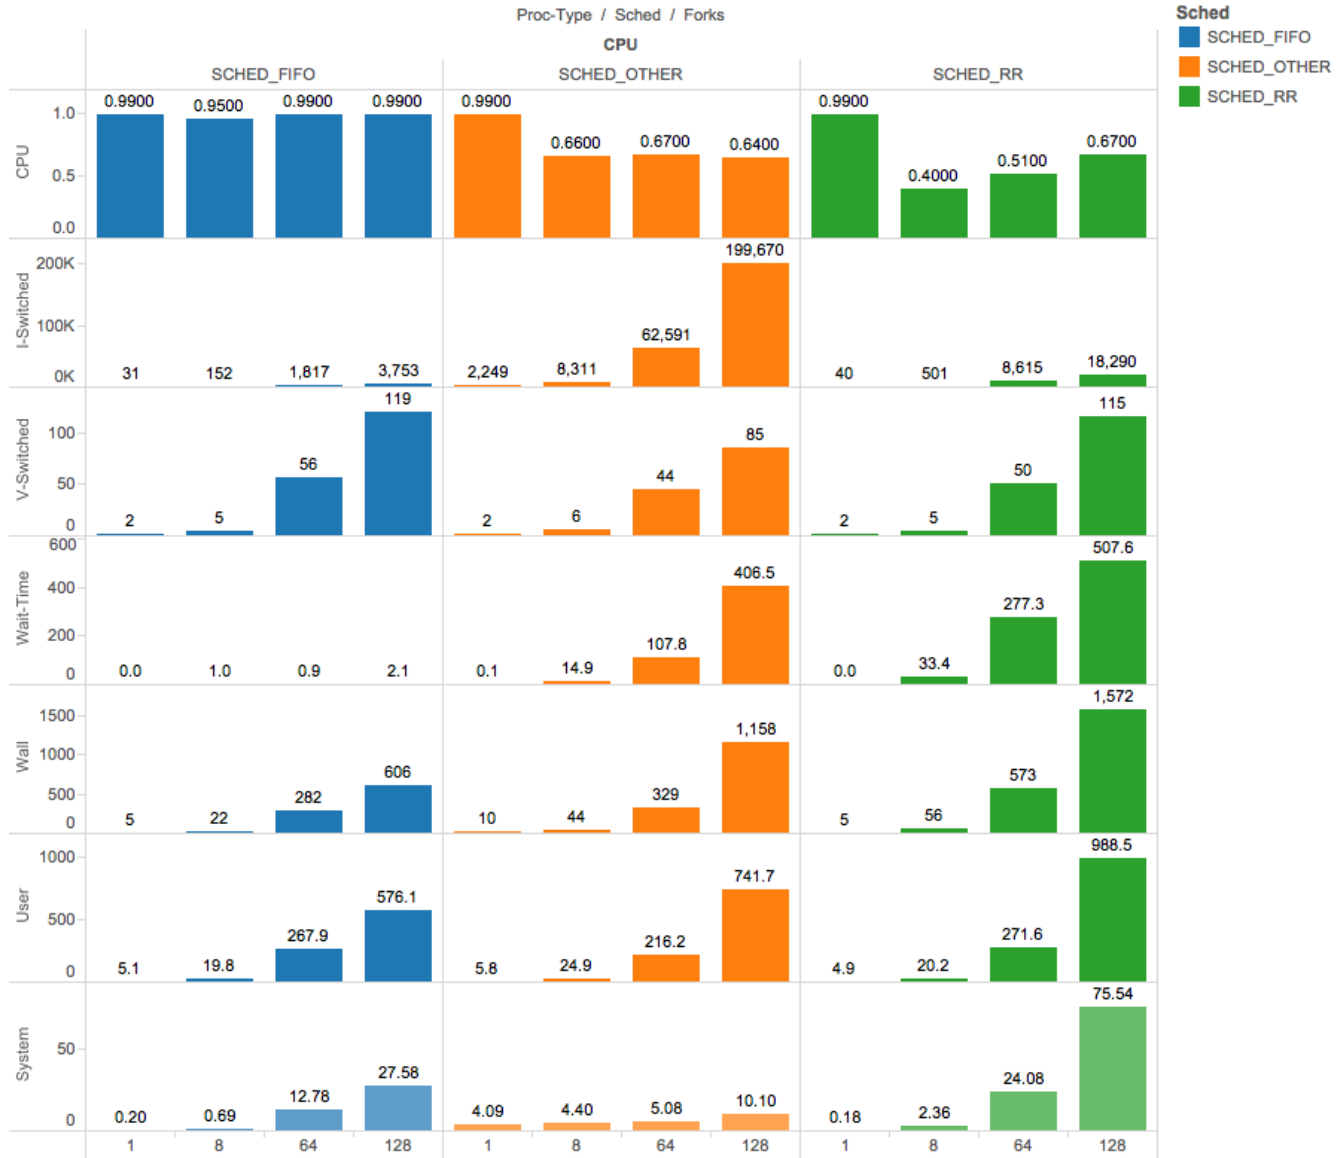 Proc-Type / Sched / Forks
CPU
SCHED_FIFO SCHED_OTHER SCHED_RR
Sched
SCHED_FIFO
SCHED_OTHER
SCHED_RR
CPU
1.0
0.5
0.0
0.9900 0.9500 0.9900 0.9900 0.9900 0.6600 0.6700 0.6400 0.9900 0.4000 0.5100 0.6700
I-Switched
200K
100K
0K
31 152 1,817 3,753 2,249 8,311 62,591 199,670 40 501 8,615 18,290
V-Switched
100
50
0
2 5 56 119 2 6 44 85 2 5 50 115
Wait-Time
600
400
200
0
0.0 1.0 0.9 2.1 0.1 14.9 107.8 406.5 0.0 33.4 277.3 507.6
Wall
1500
1000
500
0
5 22 282 606 10 44 329 1,158 5 56 573 1,572
User
1000
500
0
5.1 19.8 267.9 576.1 5.8 24.9 216.2 741.7 4.9 20.2 271.6 988.5
System
50
0
0.20 0.69 12.78 27.58 4.09 4.40 5.08 10.10 0.18 2.36 24.08 75.54
1 8 64 128 1 8 64 128 1 8 64 128